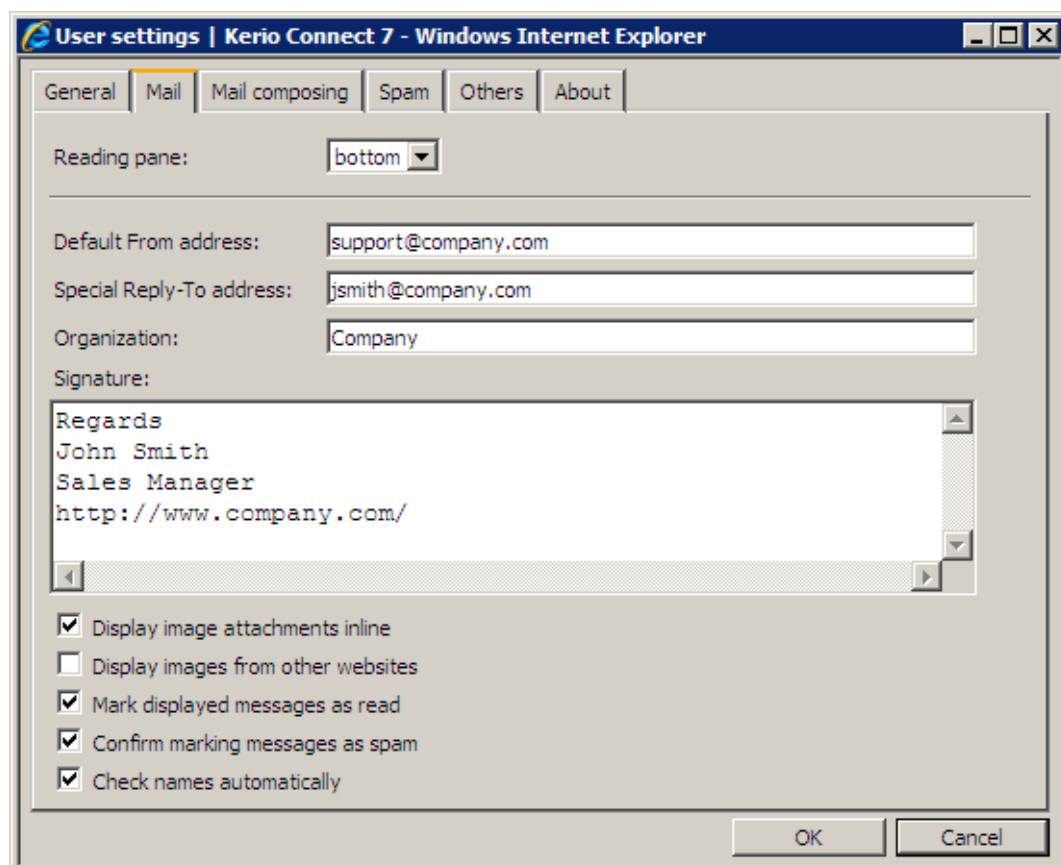 User settings | Kerio Connect 7 - Windows Internet Explorer
General Mail Mail composing Spam Others About
Reading pane: bottom
Default From address: support@company.com
Special Reply-To address: jsmith@company.com
Organization: Company
Signature:
Regards
John Smith
Sales Manager
http://www.company.com/
Display image attachments inline
Display images from other websites
Mark displayed messages as read
Confirm marking messages as spam
Check names automatically
OK Cancel